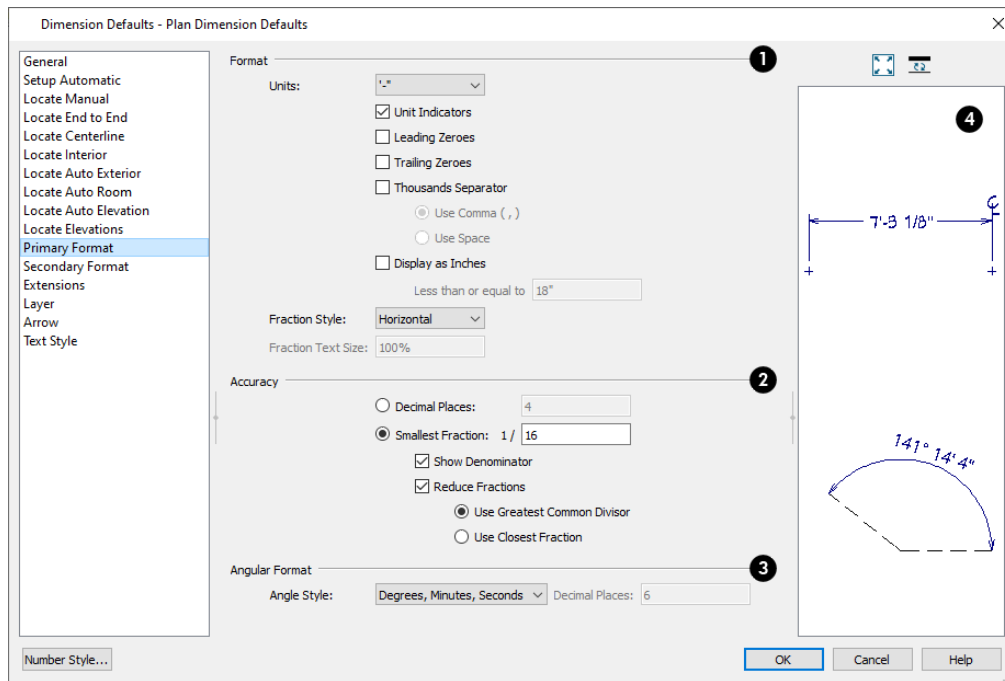 Dimension Defaults - Plan Dimension Defaults
General
Setup Automatic
Locate Manual
Locate End to End
Locate Centerline
Locate Interior
Locate Auto Exterior
Locate Auto Room
Locate Auto Elevation
Locate Elevations
Primary Format
Secondary Format
Extensions
Layer
Arrow
Text Style
Format 1
Units: '-"
Unit Indicators
Leading Zeroes
Trailing Zeroes
Thousands Separator
Use Comma ( , )
Use Space
Display as Inches
Less than or equal to 18"
Fraction Style: Horizontal
Fraction Text Size: 100%
Accuracy 2
Decimal Places: 4
Smallest Fraction: 1 / 16
Show Denominator
Reduce Fractions
Use Greatest Common Divisor
Use Closest Fraction
Angular Format 3
Angle Style: Degrees, Minutes, Seconds Decimal Places: 6
4
7'-3 1/8"
141° 14' 4"
Number Style...
OK Cancel Help